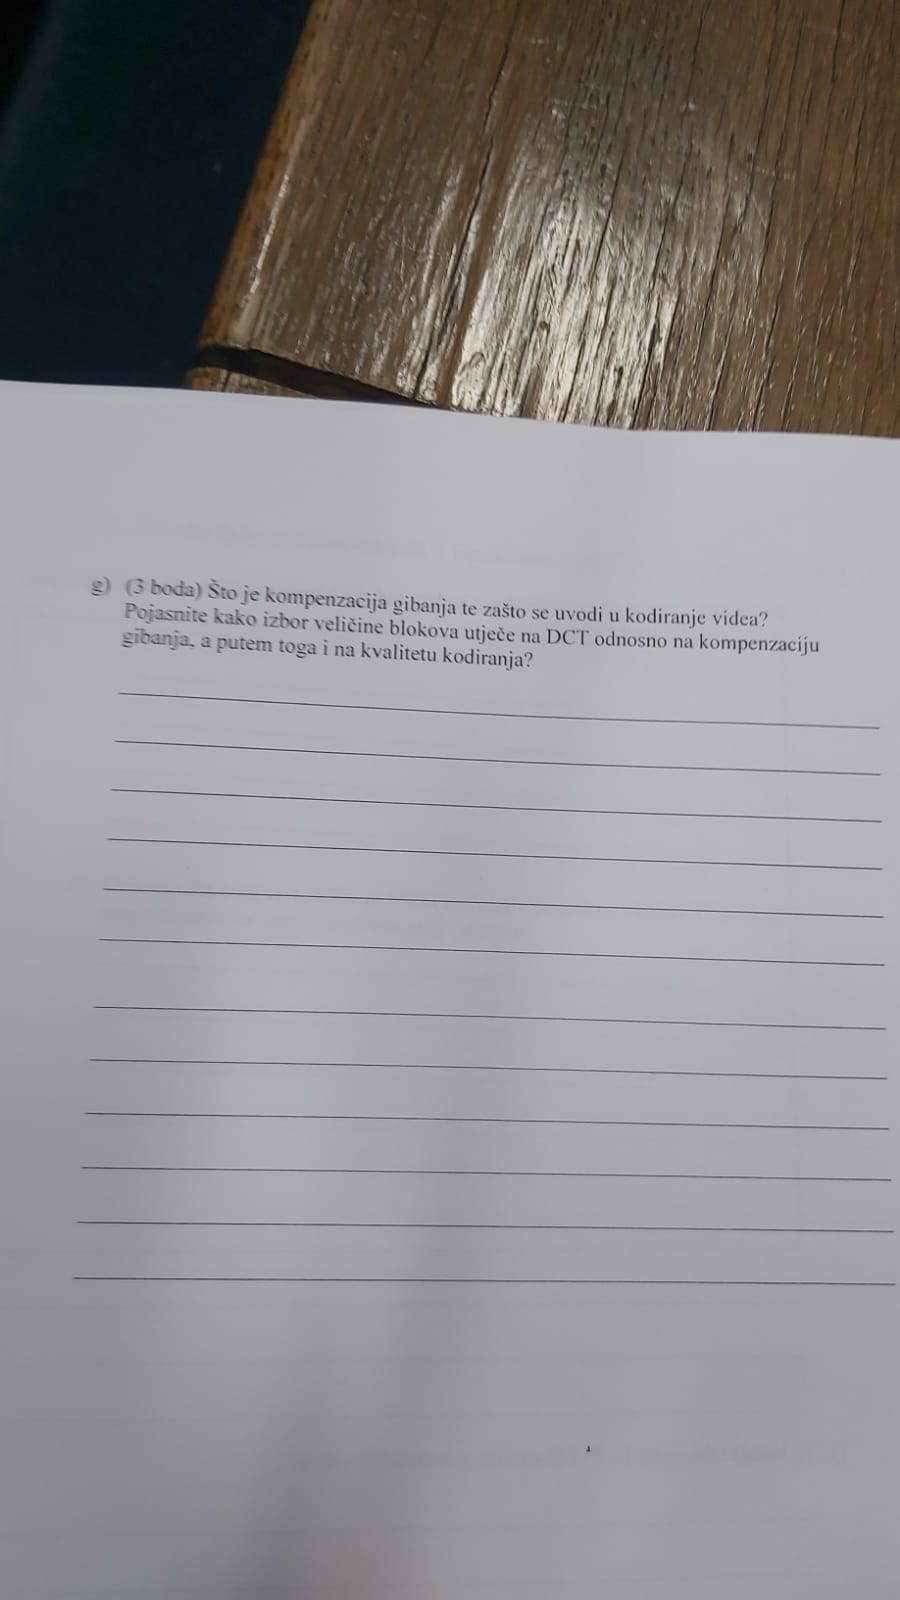 g) (3 boda) Što je kompenzacija gibanja te zašto se uvodi u kodiranje videa?
Pojasnite kako izbor veličine blokova utječe na DCT odnosno na kompenzaciju
gibanja, a putem toga i na kvalitetu kodiranja?